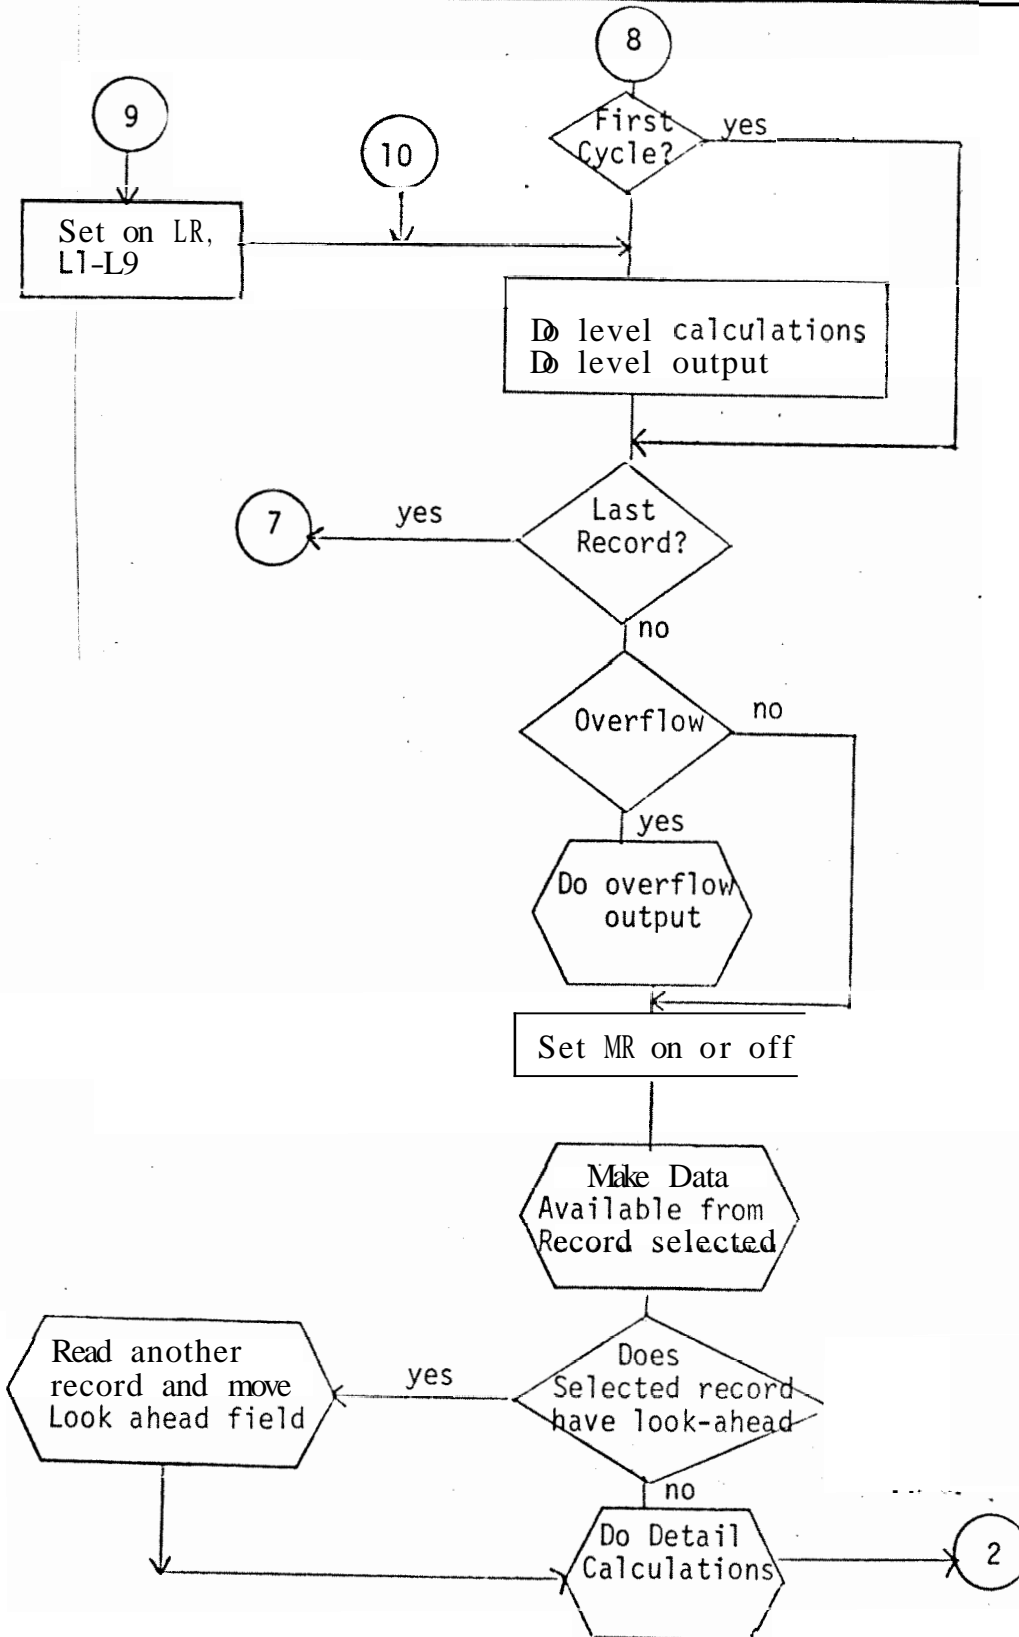 8
9
First
Cycle?
yes
10
Set on LR,
L1-L9
Do level calculations
Do level output
Last
Record?
yes
7
no
Overflow
no
yes
Do overflow
output
Set MR on or off
Make Data
Available from
Record selected
Read another
record and move
Look ahead field
yes
Does
Selected record
have look-ahead
no
Do Detail
Calculations
2